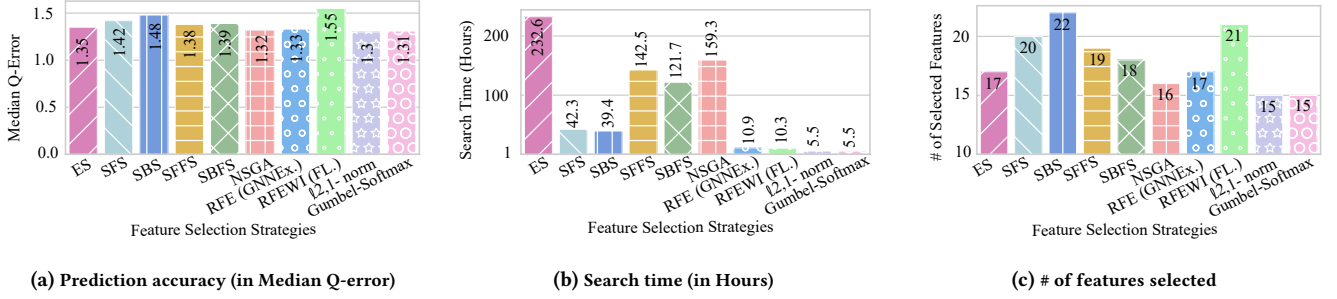 Median Q-Error
1.5
1.0
0.5
0.0
1.35
1.42
1.48
1.38
1.39
1.32
1.33
1.55
1.3
1.31
ES
SFS
SBS
SFFS
SBFS
NSGA
RFE (GNNEx.)
RFEWI (FL.)
ℓ2,1- norm
Gumbel-Softmax
Feature Selection Strategies
(a) Prediction accuracy (in Median Q-error)
Search Time (Hours)
200
100
1
232.6
42.3
39.4
142.5
121.7
159.3
10.9
10.3
5.5
5.5
ES
SFS
SBS
SFFS
SBFS
NSGA
RFE (GNNEx.)
RFEWI (FL.)
ℓ2,1- norm
Gumbel-Softmax
Feature Selection Strategies
(b) Search time (in Hours)
# of Selected Features
20
15
10
17
20
22
19
18
16
17
21
15
15
ES
SFS
SBS
SFFS
SBFS
NSGA
RFE (GNNEx.)
RFEWI (FL.)
ℓ2,1- norm
Gumbel-Softmax
Feature Selection Strategies
(c) # of features selected